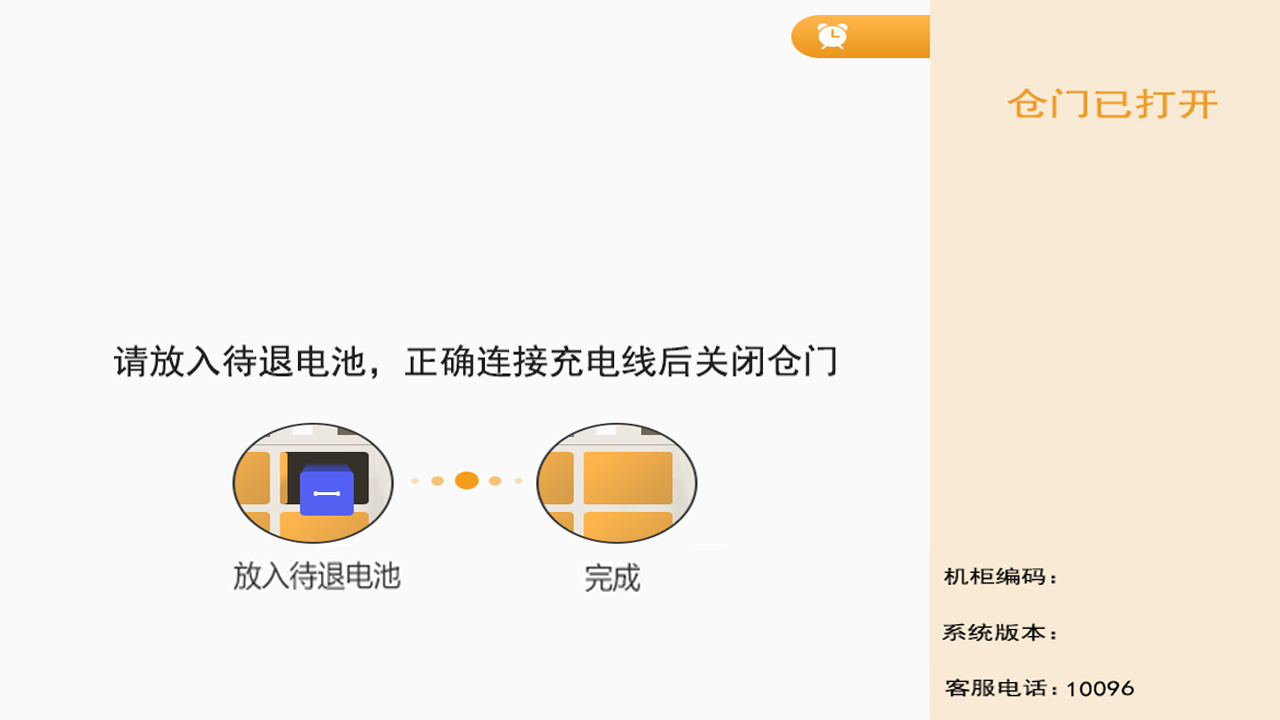 仓门已打开
请放入待退电池，正确连接充电线后关闭仓门
放入待退电池
完成
机柜编码：
系统版本：
客服电话：10096